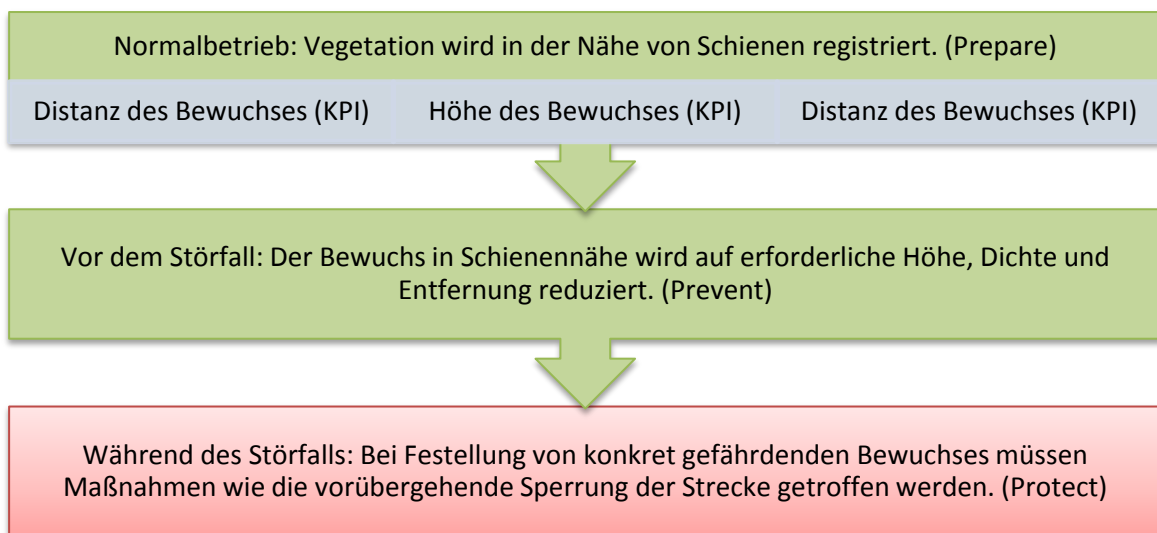 Normalbetrieb: Vegetation wird in der Nähe von Schienen registriert. (Prepare)
Distanz des Bewuchses (KPI) Höhe des Bewuchses (KPI) Distanz des Bewuchses (KPI)
Vor dem Störfall: Der Bewuchs in Schienennähe wird auf erforderliche Höhe, Dichte und
Entfernung reduziert. (Prevent)
Während des Störfalls: Bei Festellung von konkret gefährdenden Bewuchses müssen
Maßnahmen wie die vorübergehende Sperrung der Strecke getroffen werden. (Protect)